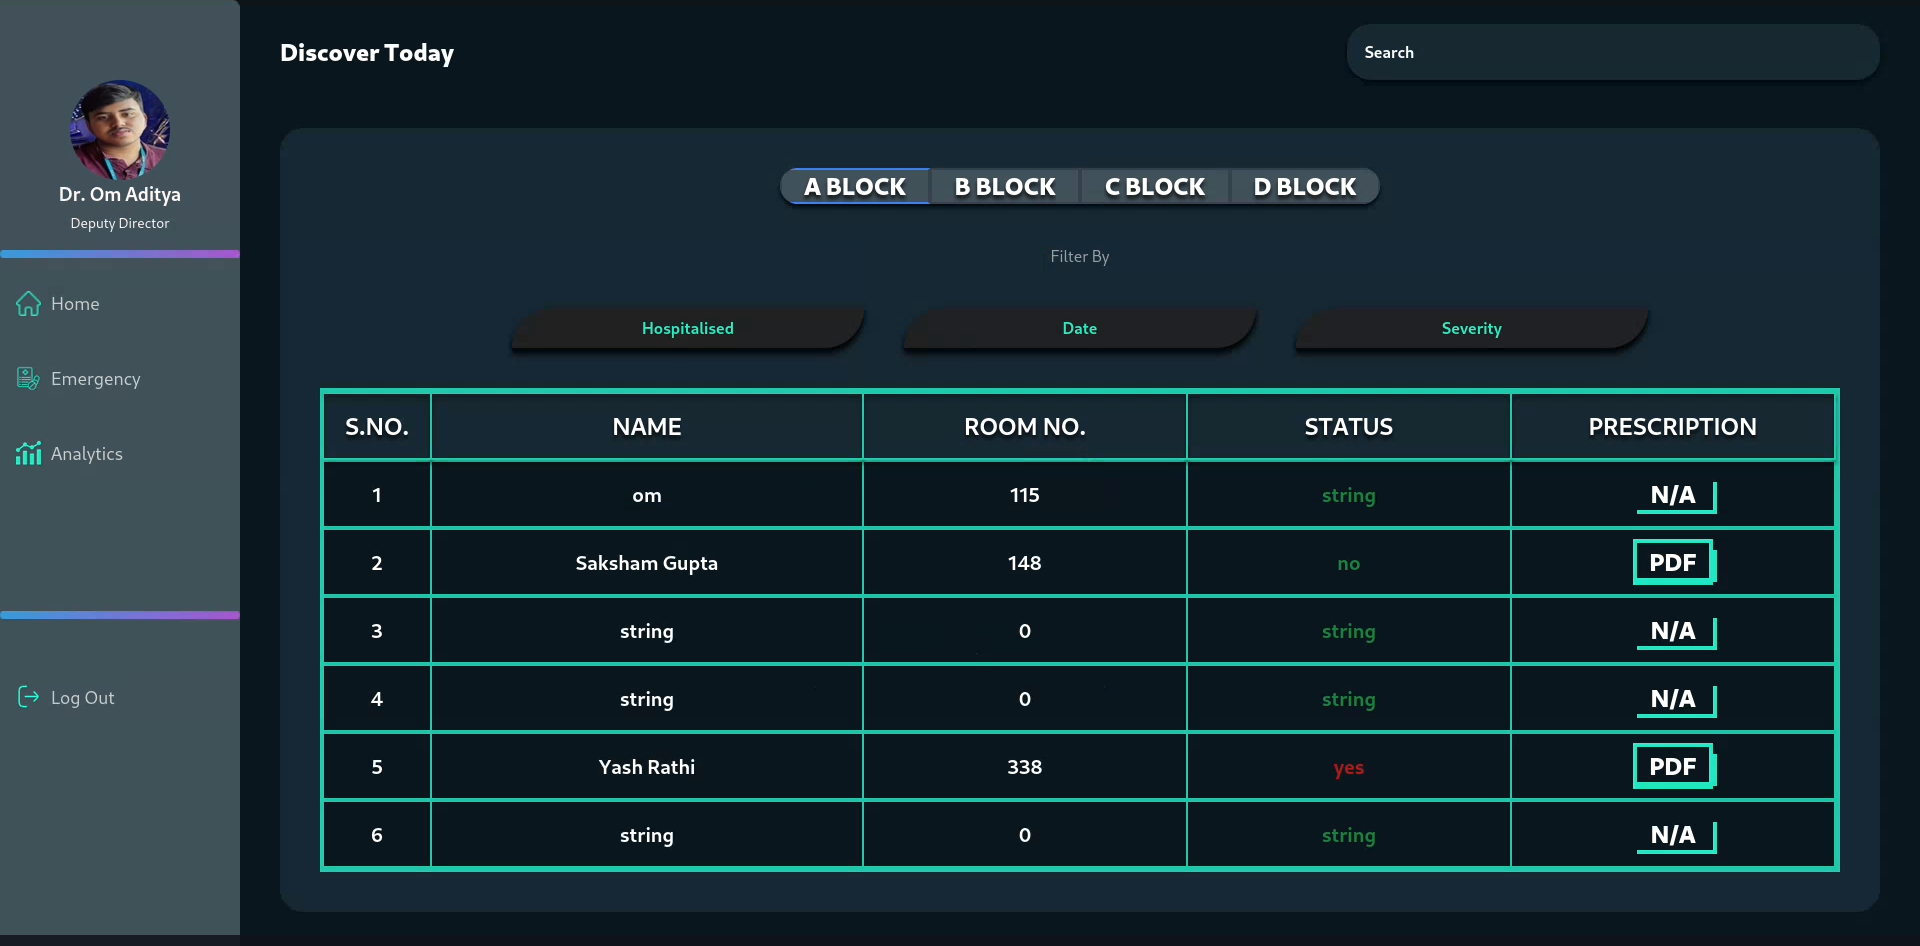 Discover Today
Search
Dr. Om Aditya
Deputy Director
Home
Emergency
Analytics
Log Out
A BLOCK B BLOCK C BLOCK D BLOCK
Filter By
Hospitalised Date Severity
S.NO. NAME ROOM NO. STATUS PRESCRIPTION
1 om 115 string N/A
2 Saksham Gupta 148 no PDF
3 string 0 string N/A
4 string 0 string N/A
5 Yash Rathi 338 yes PDF
6 string 0 string N/A